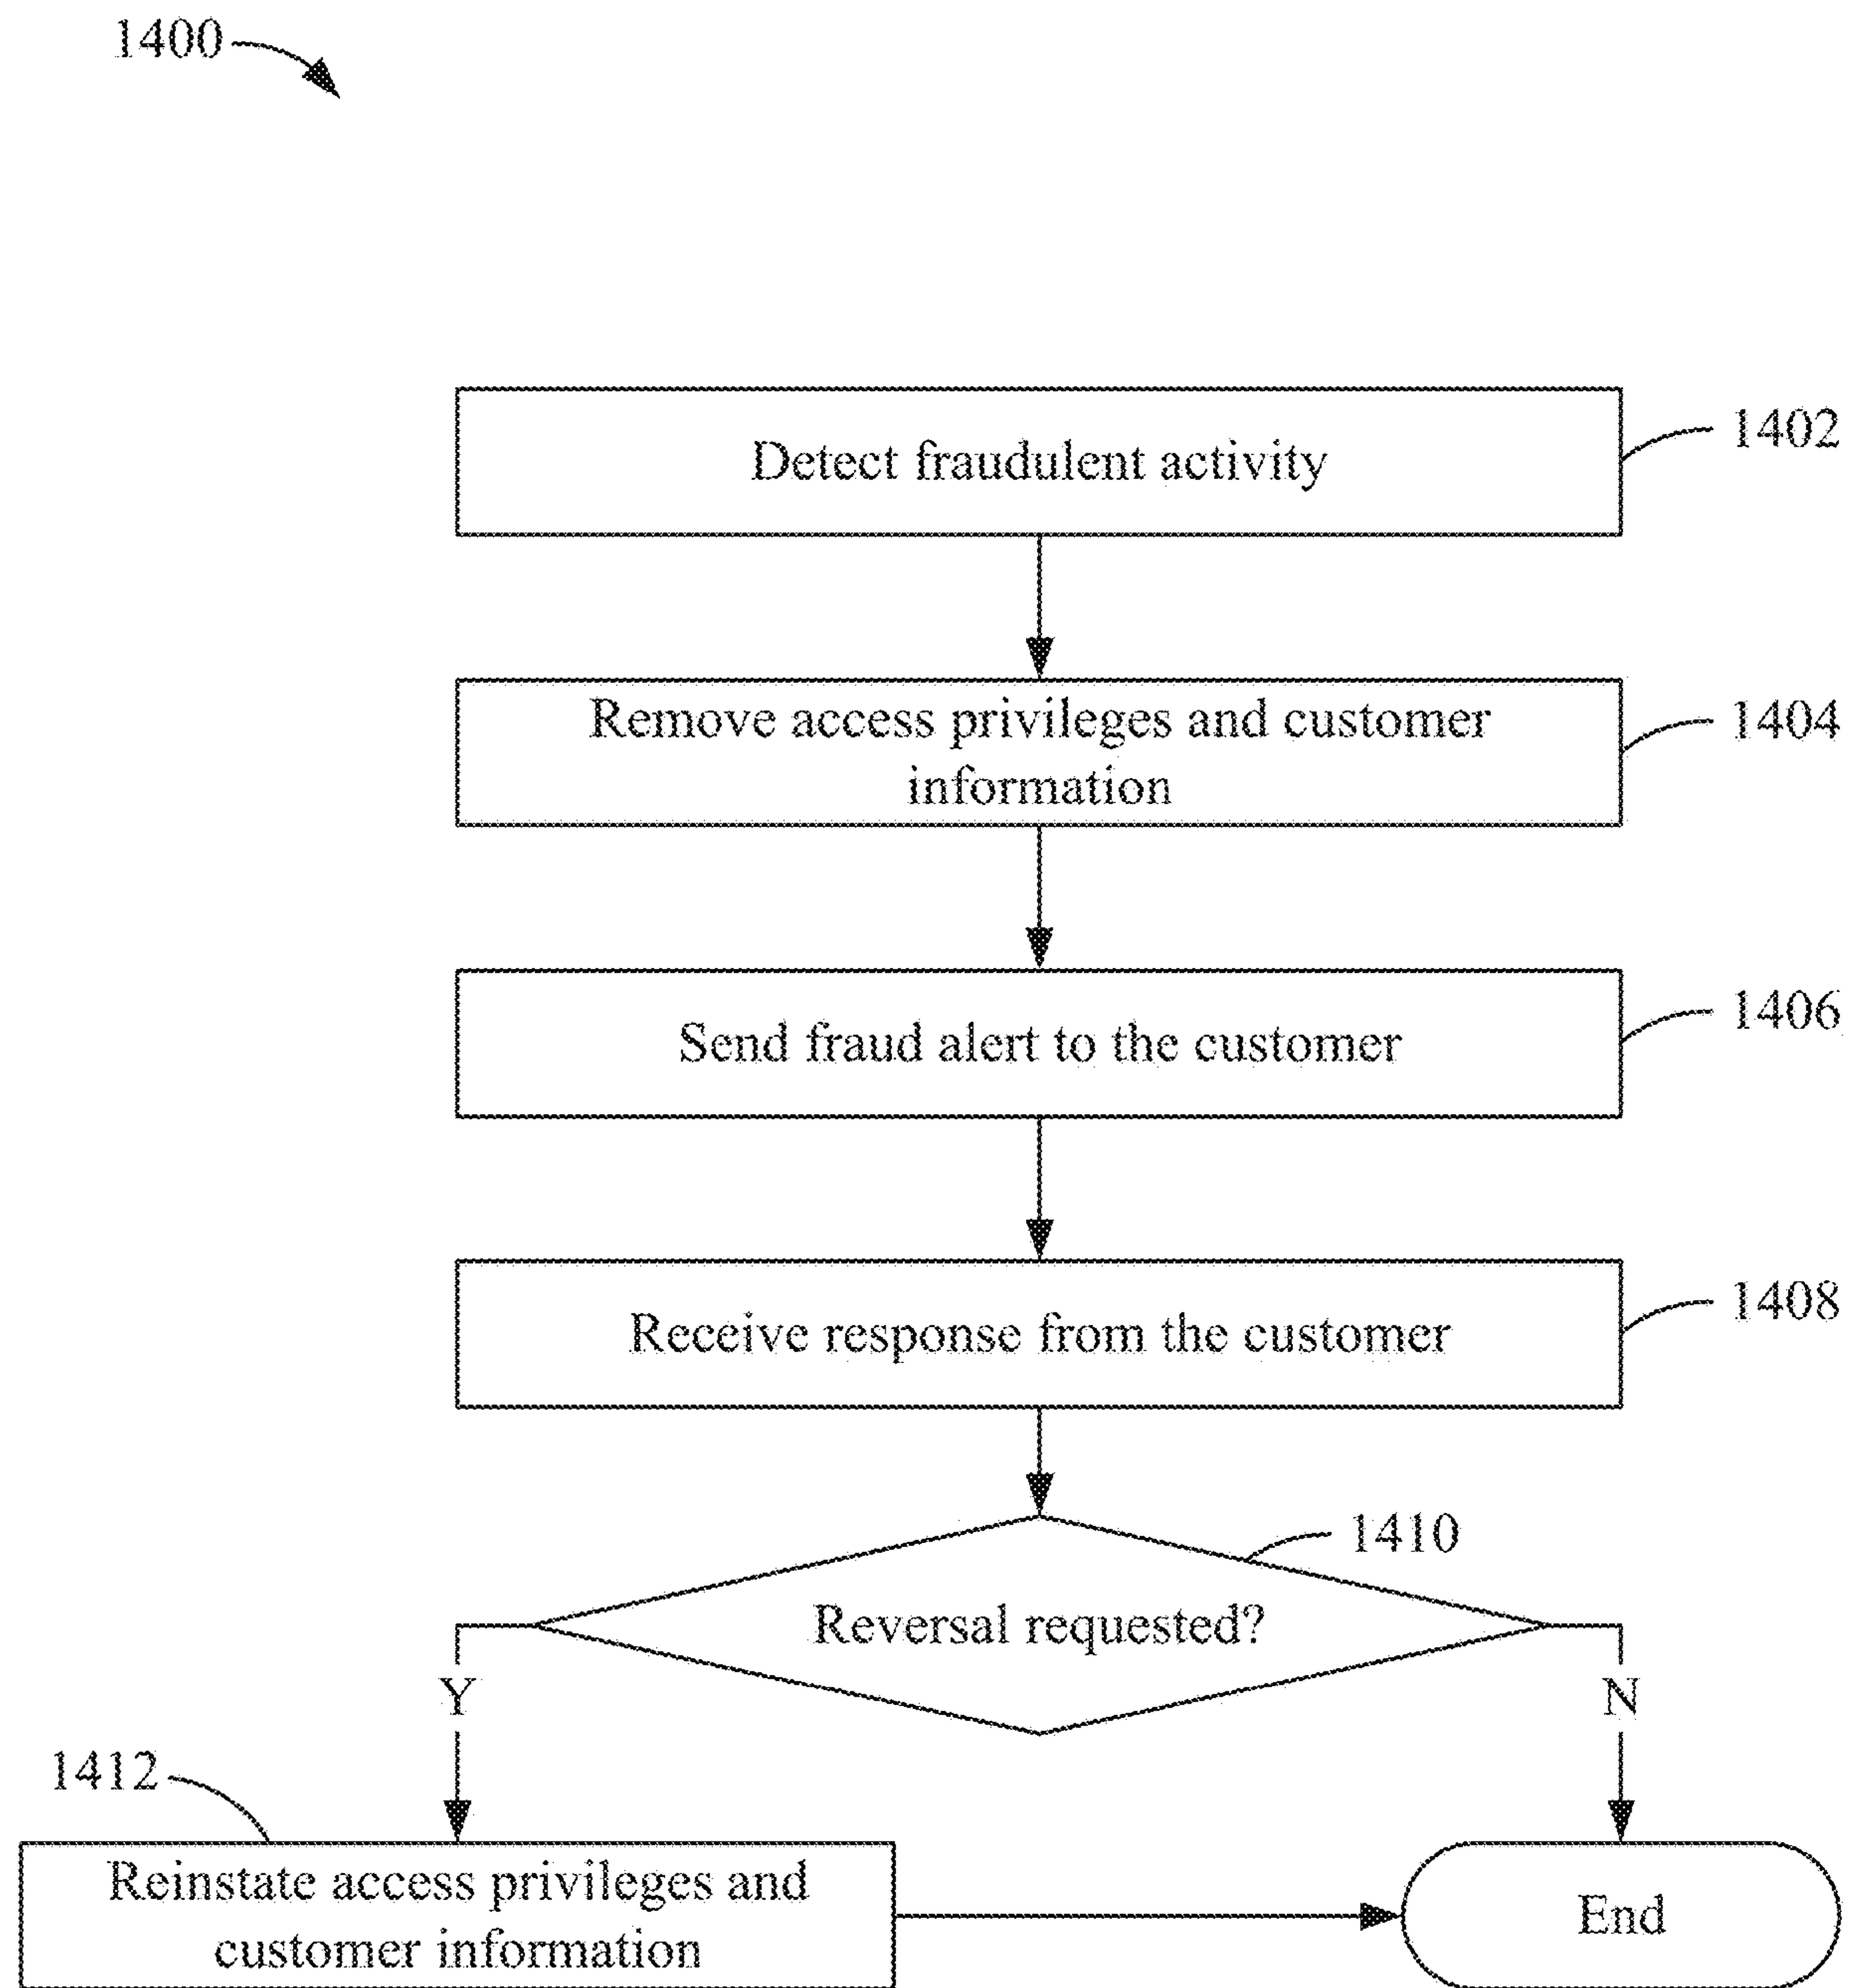 1400
Detect fraudulent activity
1402
Remove access privileges and customer
information
1404
Send fraud alert to the customer
1406
Receive response from the customer
1408
1410
Reversal requested?
Y
N
1412
Reinstate access privileges and
customer information
End